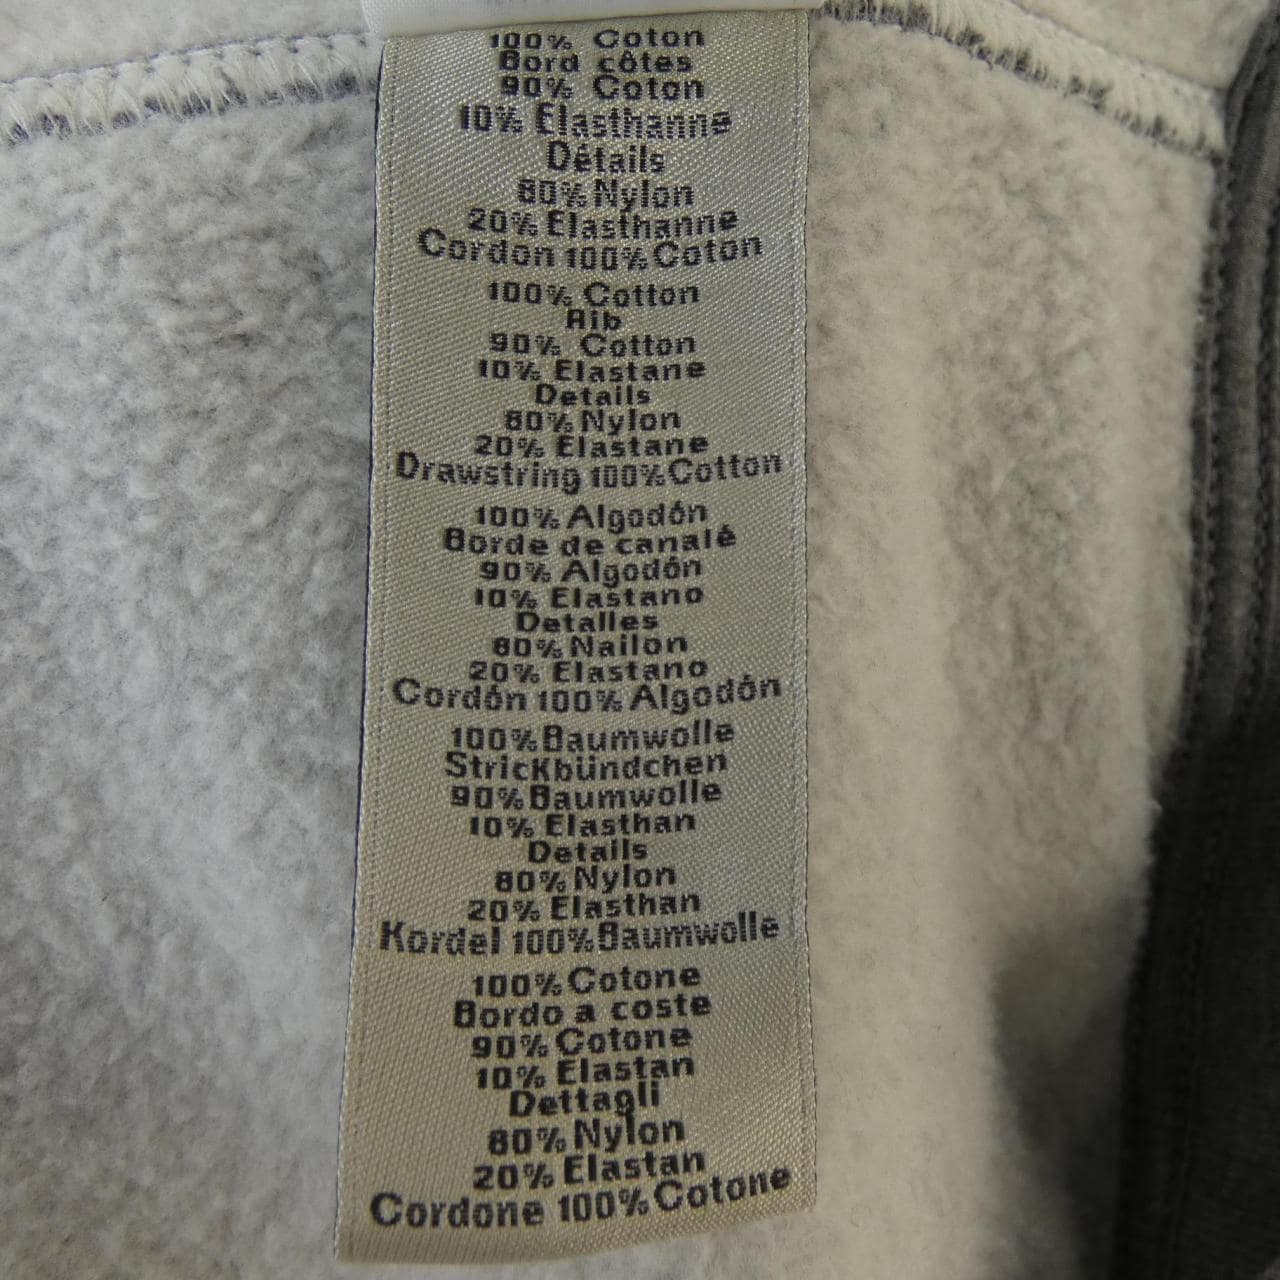 100% Coton
Bord côtes
90% Coton
10% Elasthanne
Détails
80% Nylon
20% Elasthanne
Cordon 100% Coton
100% Cotton
Rib
90% Cotton
10% Elastane
Details
80% Nylon
20% Elastane
Drawstring 100% Cotton
100% Algodón
Borde de canalé
90% Algodón
10% Elastano
Detalles
80% Nailon
20% Elastano
Cordón 100% Algodón
100% Baumwolle
Strickbündchen
90% Baumwolle
10% Elasthan
Details
80% Nylon
20% Elasthan
Kordel 100% Baumwolle
100% Cotone
Bordo a coste
90% Cotone
10% Elastan
Dettagli
80% Nylon
20% Elastan
Cordone 100% Cotone